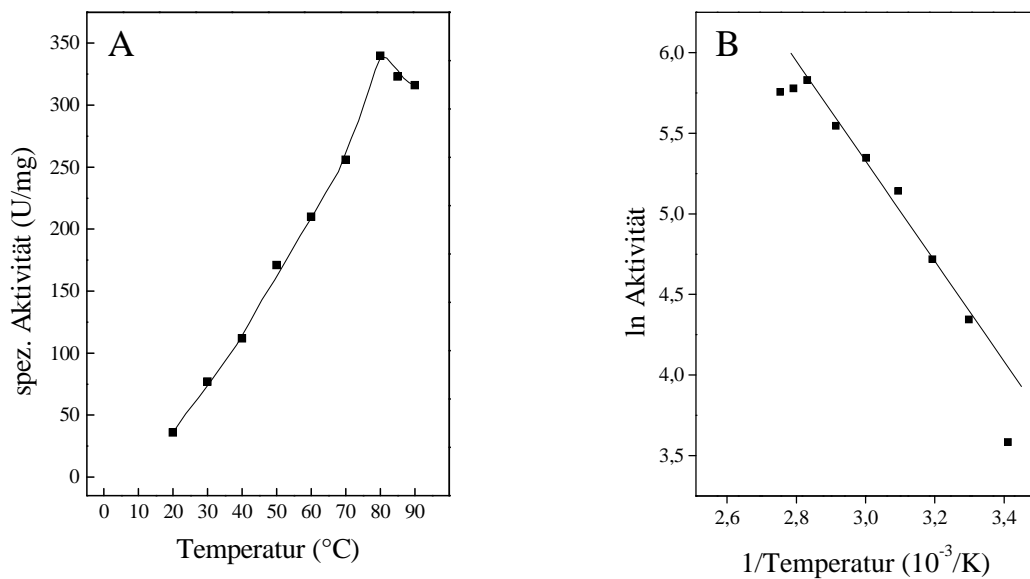 A
350
300
250
200
150
100
50
0
spez. Aktivität (U/mg)
0 10 20 30 40 50 60 70 80 90
Temperatur (°C)
B
6,0
5,5
5,0
4,5
4,0
3,5
ln Aktivität
2,6 2,8 3,0 3,2 3,4
1/Temperatur (10⁻³/K)